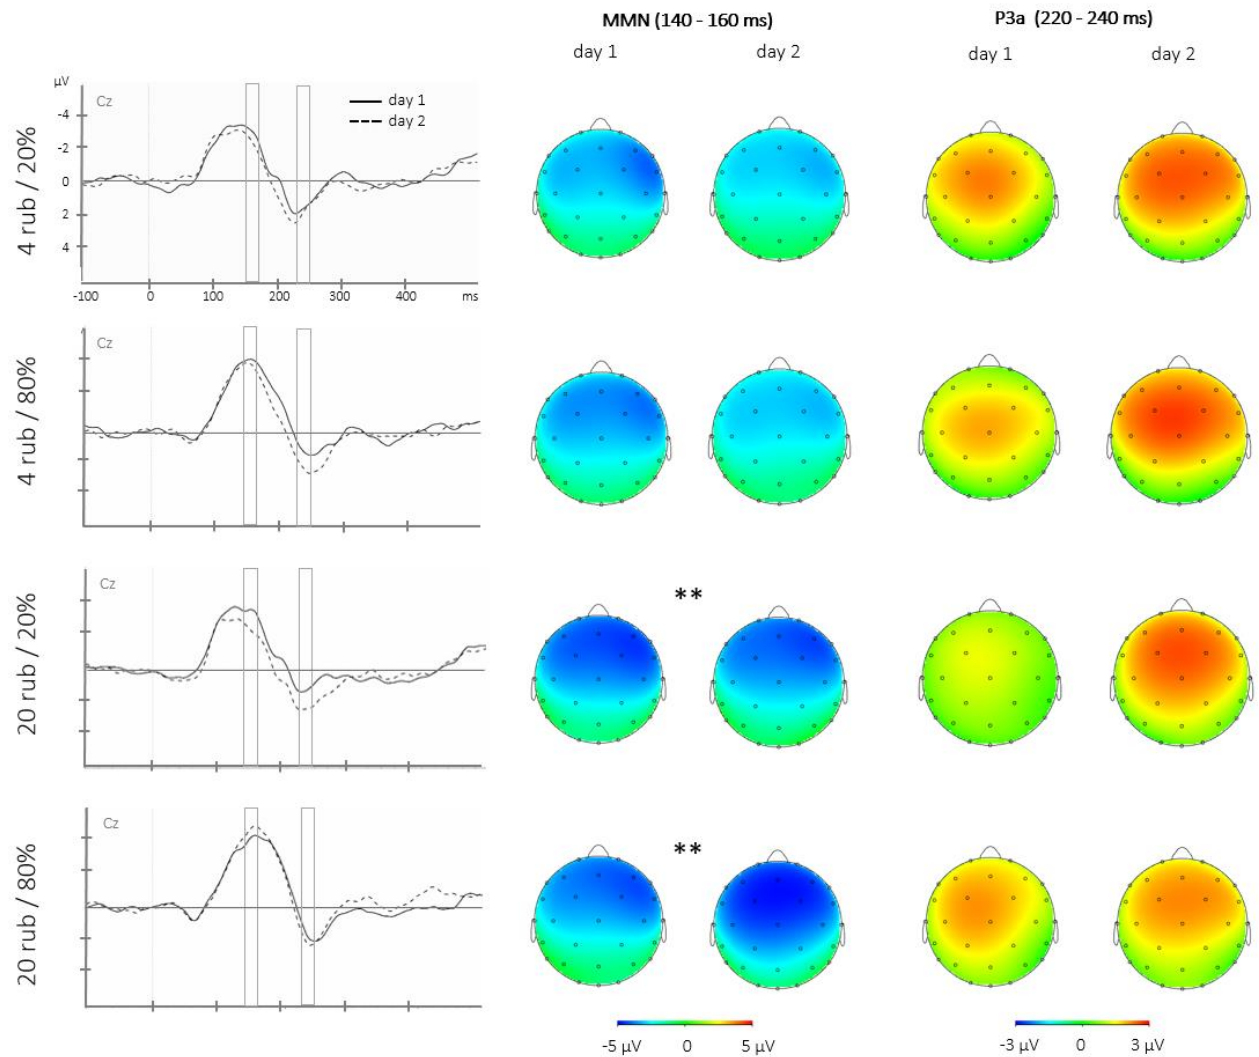 MMN (140 - 160 ms)
P3a (220 - 240 ms)
day 1
day 2
day 1
day 2
4 rub / 20%
µV
Cz
day 1
day 2
-4
-2
0
2
4
-100
0
100
200
300
400
ms
4 rub / 80%
Cz
20 rub / 20%
Cz
**
20 rub / 80%
Cz
**
-5 µV
0
5 µV
-3 µV
0
3 µV